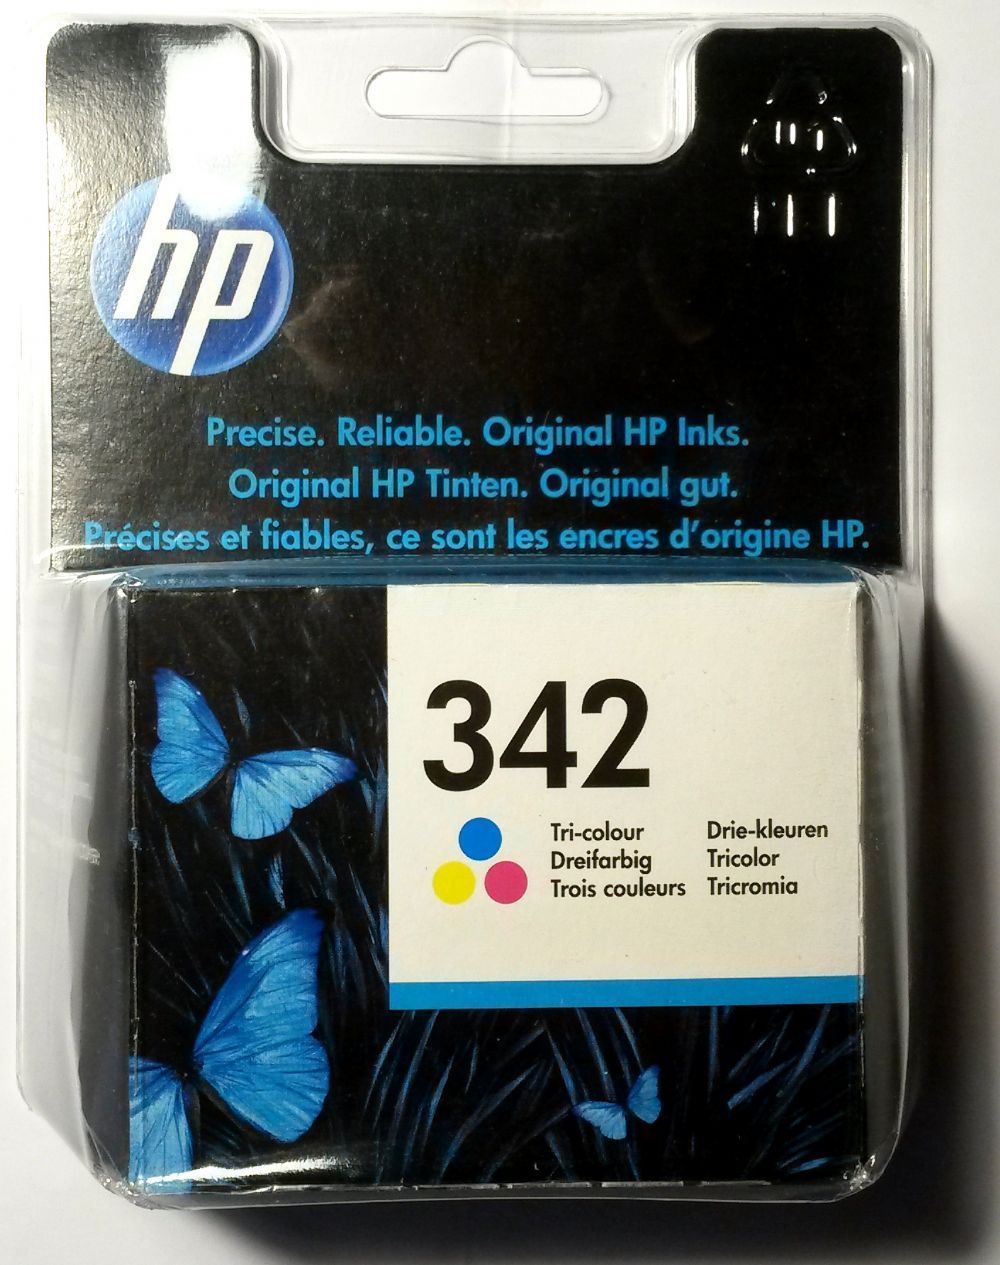 hp
Precise. Reliable. Original HP Inks.
Original HP Tinten. Original gut.
Précises et fiables, ce sont les encres d'origine HP.
342
Tri-colour
Dreifarbig
Trois couleurs
Drie-kleuren
Tricolor
Tricromia